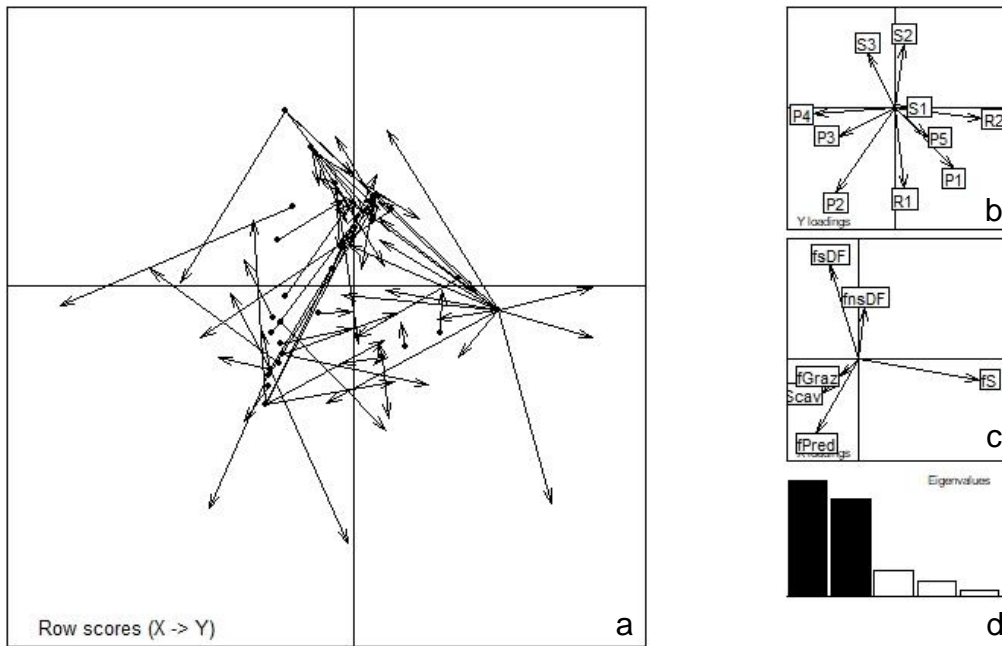 Row scores (X -> Y)
a
S2
S3
S1
P4
R2
P3
P5
P1
P2
R1
Y loadings
b
fsDF
fnsDF
fGraz
fS
Scav
fPred
loadings
c
Eigenvalues
d